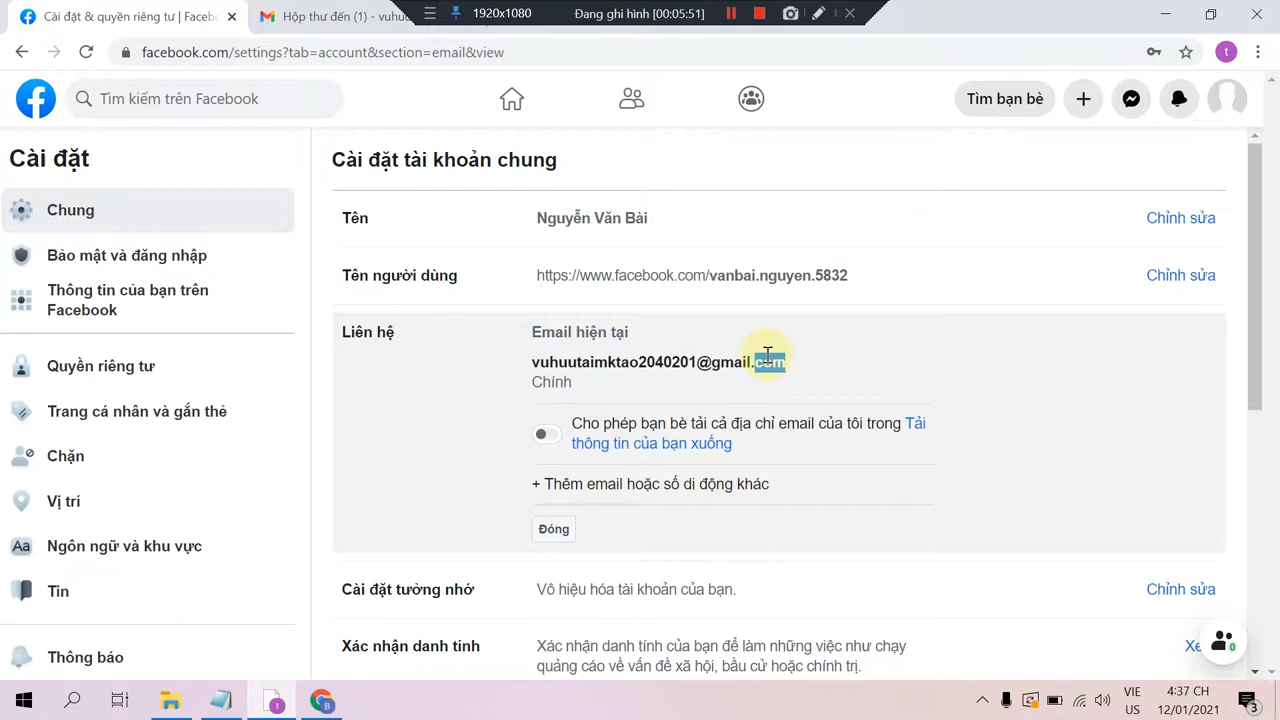 Cài đặt & quyền riêng tư | Faceb
Hộp thư đến (1) - vuhu
1920x1080
Đang ghi hình [00:05:51]
facebook.com/settings?tab=account&section=email&view
t
Tìm kiếm trên Facebook
Tìm bạn bè
Cài đặt
Chung
Bảo mật và đăng nhập
Thông tin của bạn trên
Facebook
Quyền riêng tư
Trang cá nhân và gắn thẻ
Chặn
Vị trí
Aa
Ngôn ngữ và khu vực
Tin
Thông báo
Cài đặt tài khoản chung
Tên
Nguyễn Văn Bài
Chỉnh sửa
Tên người dùng
https://www.facebook.com/vanbai.nguyen.5832
Chỉnh sửa
Liên hệ
Email hiện tại
vuhuutaimktao2040201@gmail.com
Chính
Cho phép bạn bè tải cả địa chỉ email của tôi trong Tải
thông tin của bạn xuống
+ Thêm email hoặc số di động khác
Đóng
Cài đặt tưởng nhớ
Vô hiệu hóa tài khoản của bạn.
Chỉnh sửa
Xác nhận danh tính
Xác nhận danh tính của bạn để làm những việc như chạy
quảng cáo về vấn đề xã hội, bầu cử hoặc chính trị.
0
t
B
VIE
US
4:37 CH
12/01/2021
3